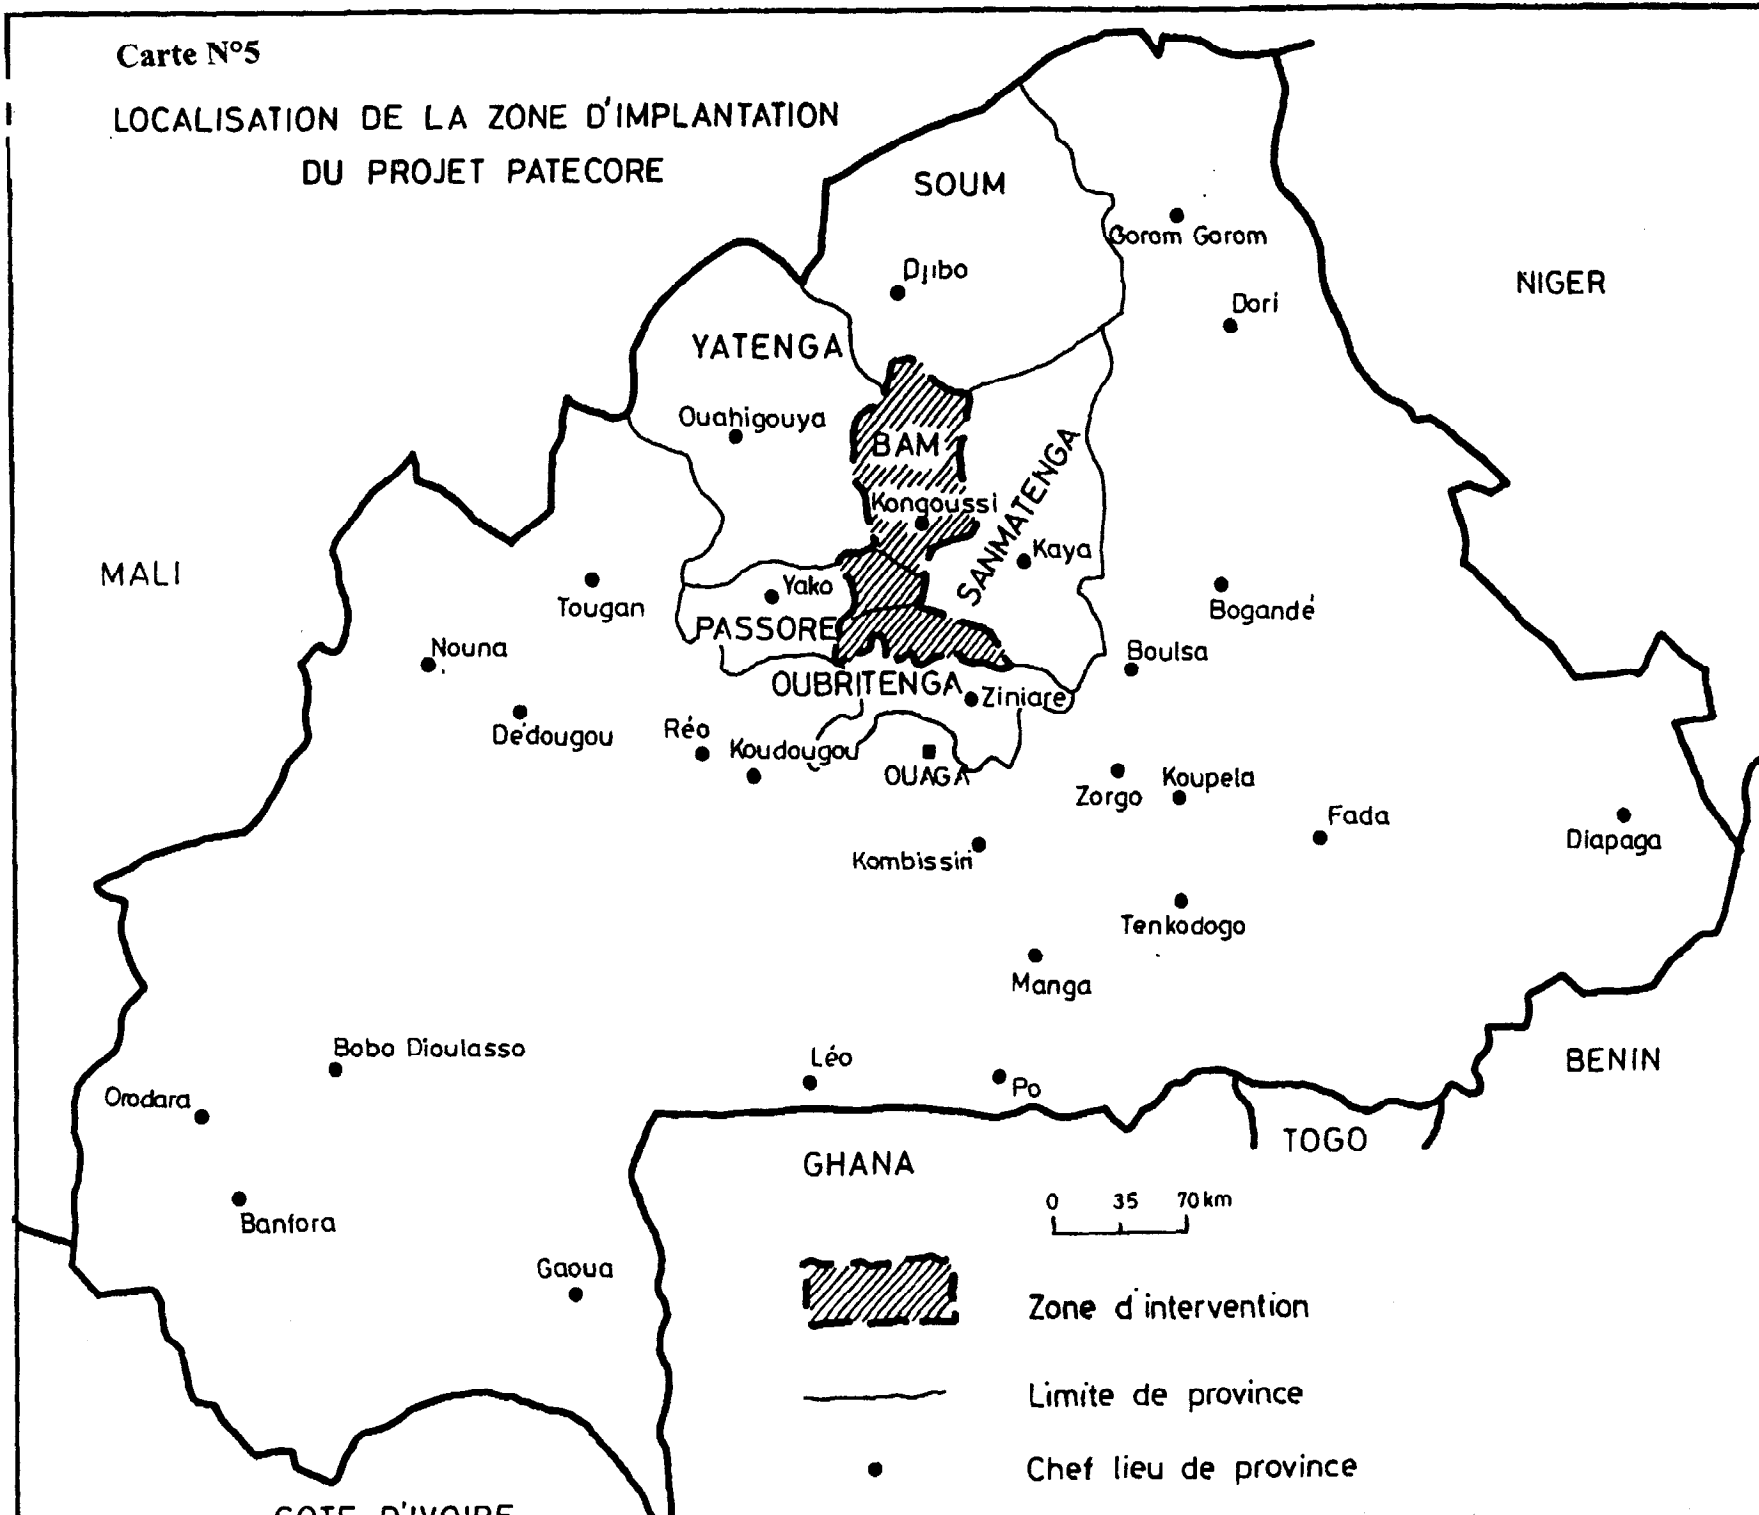 Carte N°5
LOCALISATION DE LA ZONE D'IMPLANTATION
DU PROJET PATECORE
SOUM
Gorom Gorom
Djibo
NIGER
Dori
YATENGA
Ouahigouya
BAM
SANMATENGA
Kongoussi
Kaya
MALI
Yako
Tougan
Bogandé
PASSORE
Nouna
Boulsa
OUBRITENGA
Ziniare
Dédougou
Réo
Koudougou
OUAGA
Zorgo
Koupela
Fada
Diapaga
Kombissiri
Tenkodogo
Manga
Bobo Dioulasso
Léo
Po
BENIN
Orodara
TOGO
GHANA
0 35 70 km
Banfora
Gaoua
Zone d'intervention
Limite de province
Chef lieu de province
COTE D'IVOIRE